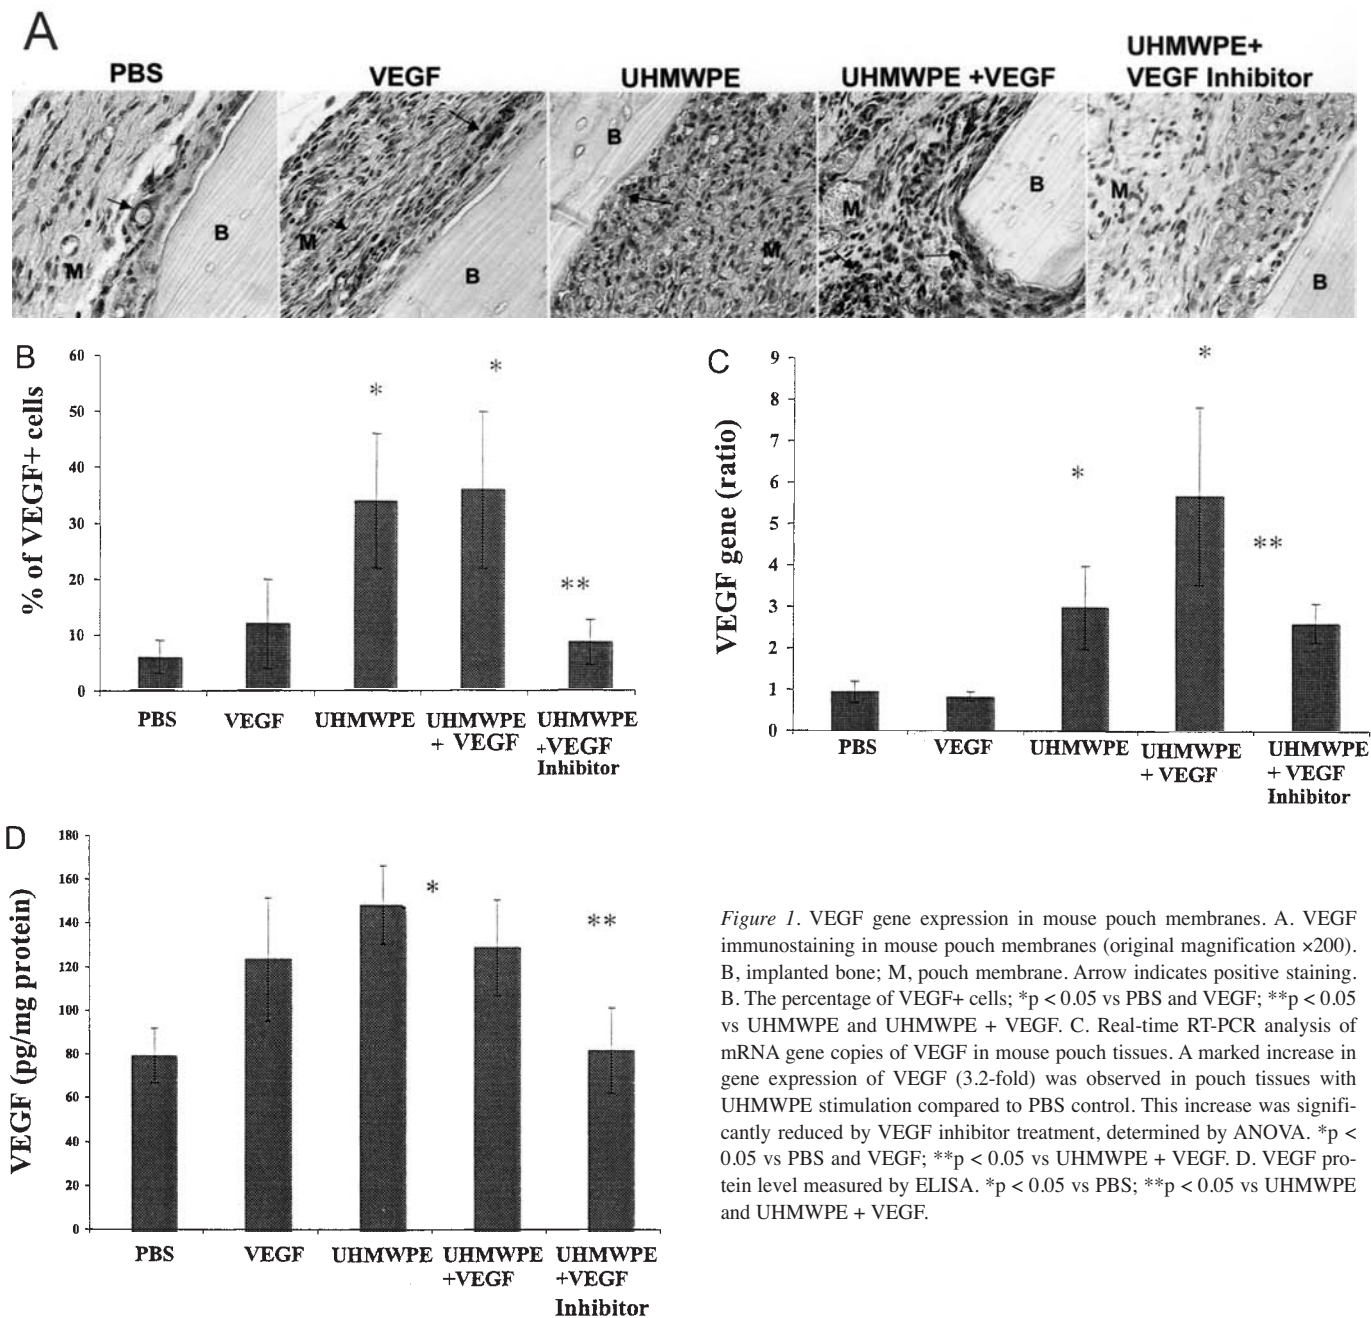 A
PBS
VEGF
UHMWPE
UHMWPE +VEGF
UHMWPE+
VEGF Inhibitor
M
B
M
B
B
M
M
B
M
B
B
% of VEGF+ cells
60
50
40
30
20
10
0
*
*
**
PBS
VEGF
UHMWPE
UHMWPE
+ VEGF
UHMWPE
+VEGF
Inhibitor
C
VEGF gene (ratio)
9
8
7
6
5
4
3
2
1
0
*
*
**
PBS
VEGF
UHMWPE
UHMWPE
+ VEGF
UHMWPE
+ VEGF
Inhibitor
D
VEGF (pg/mg protein)
180
160
140
120
100
80
60
40
20
0
*
**
PBS
VEGF
UHMWPE
UHMWPE
+VEGF
UHMWPE
+VEGF
Inhibitor
Figure 1. VEGF gene expression in mouse pouch membranes. A. VEGF
immunostaining in mouse pouch membranes (original magnification ×200).
B, implanted bone; M, pouch membrane. Arrow indicates positive staining.
B. The percentage of VEGF+ cells; *p < 0.05 vs PBS and VEGF; **p < 0.05
vs UHMWPE and UHMWPE + VEGF. C. Real-time RT-PCR analysis of
mRNA gene copies of VEGF in mouse pouch tissues. A marked increase in
gene expression of VEGF (3.2-fold) was observed in pouch tissues with
UHMWPE stimulation compared to PBS control. This increase was signifi-
cantly reduced by VEGF inhibitor treatment, determined by ANOVA. *p <
0.05 vs PBS and VEGF; **p < 0.05 vs UHMWPE + VEGF. D. VEGF pro-
tein level measured by ELISA. *p < 0.05 vs PBS; **p < 0.05 vs UHMWPE
and UHMWPE + VEGF.